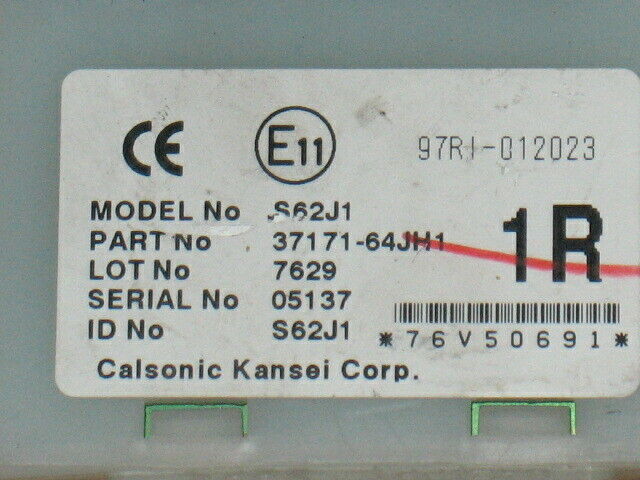 CE E11 97RI-012023
MODEL No S62J1
PART No 37171-64JH1
LOT No 7629
SERIAL No 05137
ID No S62J1
1R
*76V50691*
Calsonic Kansei Corp.